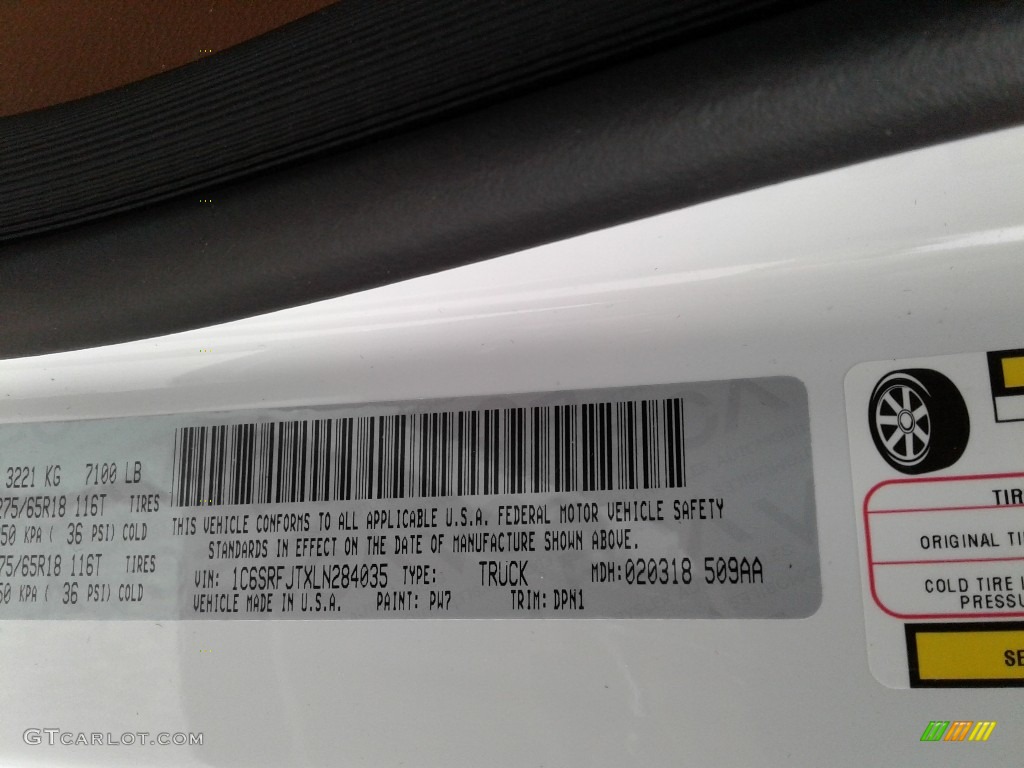 3221 KG 7100 LB
275/65R18 116T TIRES
50 KPA ( 36 PSI) COLD
75/65R18 116T TIRES
50 KPA ( 36 PSI) COLD
THIS VEHICLE CONFORMS TO ALL APPLICABLE U.S.A. FEDERAL MOTOR VEHICLE SAFETY
STANDARDS IN EFFECT ON THE DATE OF MANUFACTURE SHOWN ABOVE.
VIN: 1C6SRFJTXLN284035 TYPE: TRUCK MDH:020318 509AA
VEHICLE MADE IN U.S.A. PAINT: PW7 TRIM: DPN1
TIR
ORIGINAL TI
COLD TIRE I
PRESSU
SE
GTCARLOT.COM